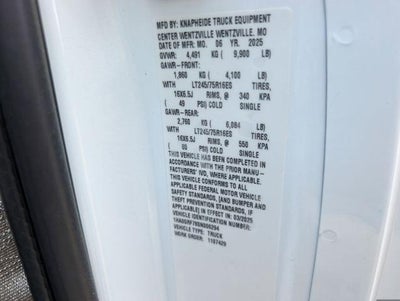 MFD BY: KNAPHEIDE TRUCK EQUIPMENT
CENTER WENTZVILLE WENTZVILLE, MO
DATE OF MFR: MO. 06 YR. 2025
GVWR: 4,491 KG ( 9,900 LB)
GAWR-FRONT:
1,860 KG ( 4,100 LB)
WITH LT245/75R16ES TIRES,
16X6.5J RIMS, @ 340 KPA
( 49 PSI) COLD SINGLE
GAWR-REAR:
2,760 KG ( 6,084 LB)
WITH LT245/75R16ES TIRES,
16X6.5J RIMS, @ 550 KPA
( 80 PSI) COLD SINGLE
THIS VEHICLE HAS BEEN COMPLETED IN
ACCORDANCE WITH THE PRIOR MANU-
FACTURERS' IVD, WHERE APPLICABLE.
THIS VEHICLE CONFORMS TO ALL
APPLICABLE FEDERAL MOTOR VEHICLE
SAFETY STANDARDS, [AND BUMPER AND
THEFT PREVENTION STANDARDS, IF
APPLICABLE] IN EFFECT IN: 03/2025
VEHICLE IDENTIFICATION NUMBER:
VEHICLE TYPE: TRUCK
WORK ORDER: 1187429